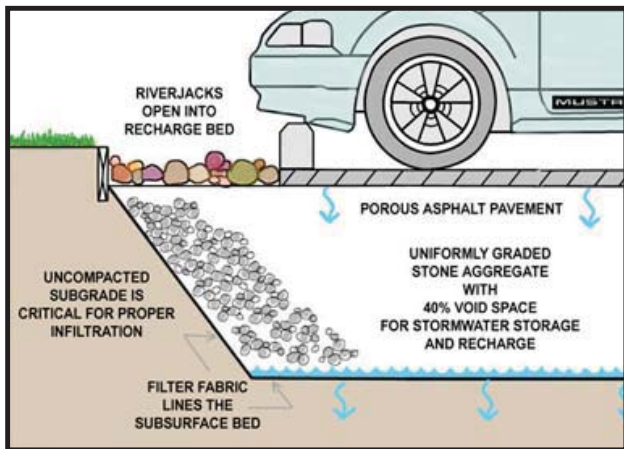 RIVERJACKS
OPEN INTO
RECHARGE BED
MUSTA
POROUS ASPHALT PAVEMENT
UNIFORMLY GRADED
STONE AGGREGATE
WITH
40% VOID SPACE
FOR STORMWATER STORAGE
AND RECHARGE
UNCOMPACTED
SUBGRADE IS
CRITICAL FOR PROPER
INFILTRATION
FILTER FABRIC
LINES THE
SUBSURFACE BED